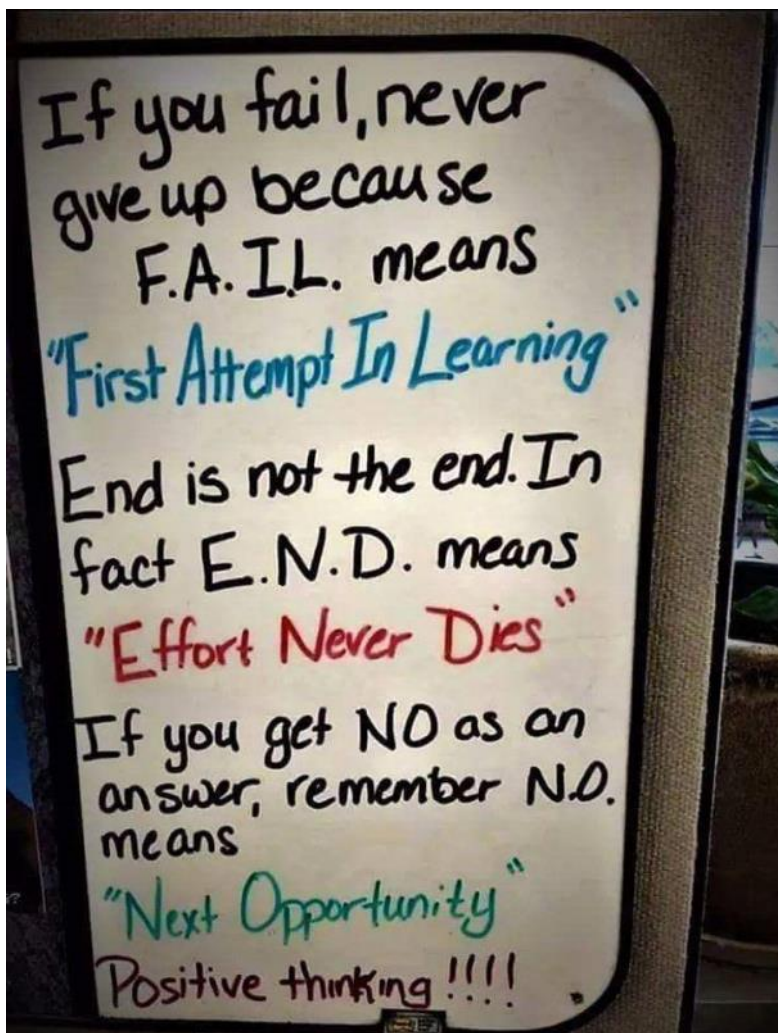 If you fail, never
give up because
F.A.I.L. means
"First Attempt In Learning"
End is not the end. In
fact E.N.D. means
"Effort Never Dies"
If you get NO as an
answer, remember N.O.
means
"Next Opportunity"
Positive thinking!!!!